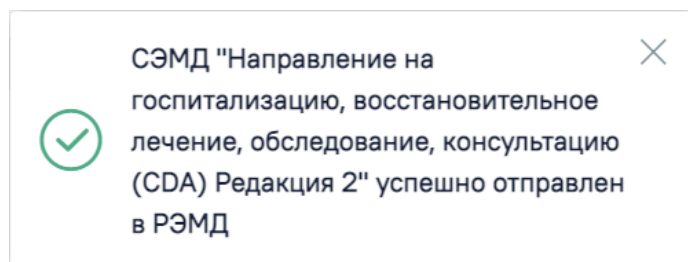 СЭМД "Направление на
госпитализацию, восстановительное
лечение, обследование, консультацию
(CDA) Редакция 2" успешно отправлен
в РЭМД